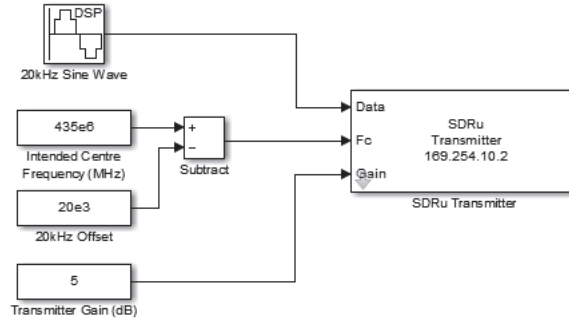 DSP
20kHz Sine Wave
435e6
Intended Centre
Frequency (MHz)
+
−
Subtract
20e3
20kHz Offset
5
Transmitter Gain (dB)
Data
Fc
Gain
SDRu
Transmitter
169.254.10.2
SDRu Transmitter